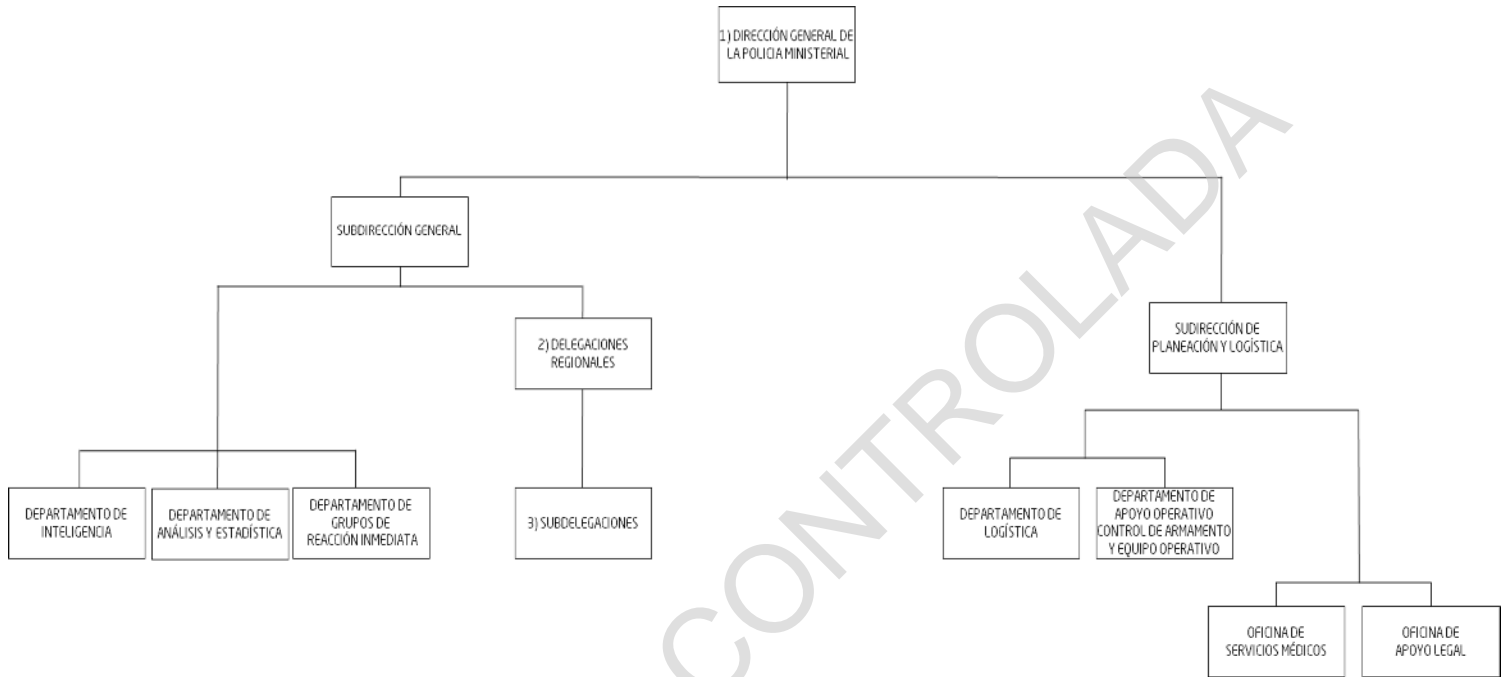 1) DIRECCIÓN GENERAL DE
LA POLICIA MINISTERIAL
SUBDIRECCIÓN GENERAL
2) DELEGACIONES
REGIONALES
SUDIRECCIÓN DE
PLANEACIÓN Y LOGÍSTICA
DEPARTAMENTO DE
INTELIGENCIA
DEPARTAMENTO DE
ANÁLISIS Y ESTADÍSTICA
DEPARTAMENTO DE
GRUPOS DE
REACCIÓN INMEDIATA
3) SUBDELEGACIONES
DEPARTAMENTO DE
LOGÍSTICA
DEPARTAMENTO DE
APOYO OPERATIVO
CONTROL DE ARMAMENTO
Y EQUIPO OPERATIVO
OFICINA DE
SERVICIOS MÉDICOS
OFICINA DE
APOYO LEGAL
CONTROLADA